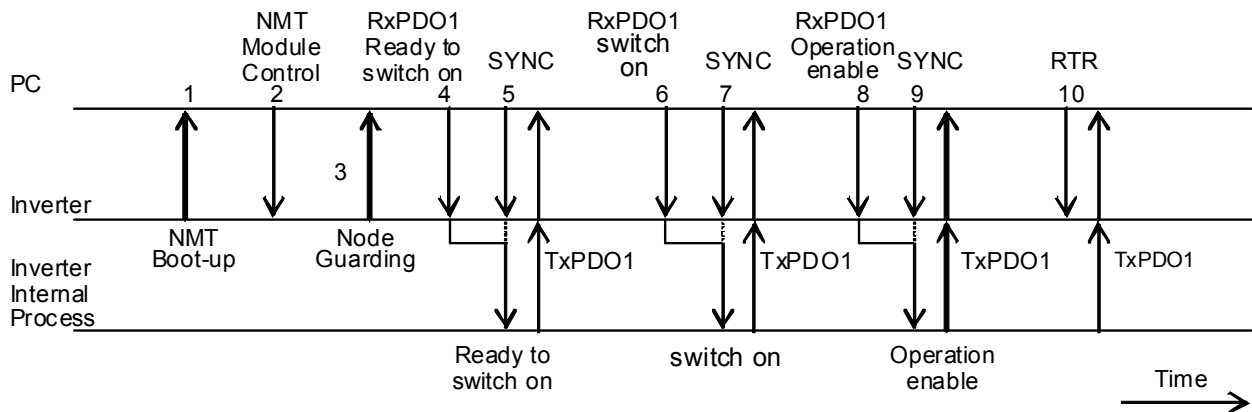 NMT
Module
Control
RxPDO1
Ready to
switch on
SYNC
RxPDO1
switch
on
SYNC
RxPDO1
Operation
enable
SYNC
RTR
PC
1
2
4
5
6
7
8
9
10
3
Inverter
NMT
Boot-up
Node
Guarding
TxPDO1
TxPDO1
TxPDO1
TxPDO1
Inverter
Internal
Process
Ready to
switch on
switch on
Operation
enable
Time